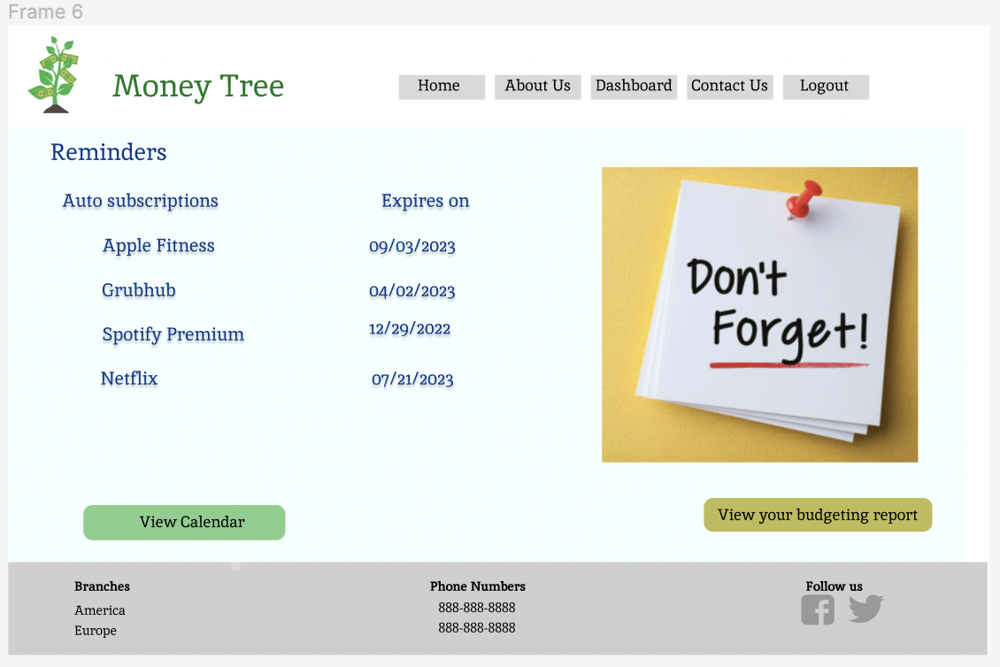 Frame 6
Money Tree
Home
About Us
Dashboard
Contact Us
Logout
Reminders
Auto subscriptions
Expires on
Apple Fitness
09/03/2023
Grubhub
04/02/2023
Spotify Premium
12/29/2022
Netflix
07/21/2023
Don't
Forget!
View Calendar
View your budgeting report
Branches
America
Europe
Phone Numbers
888-888-8888
888-888-8888
Follow us